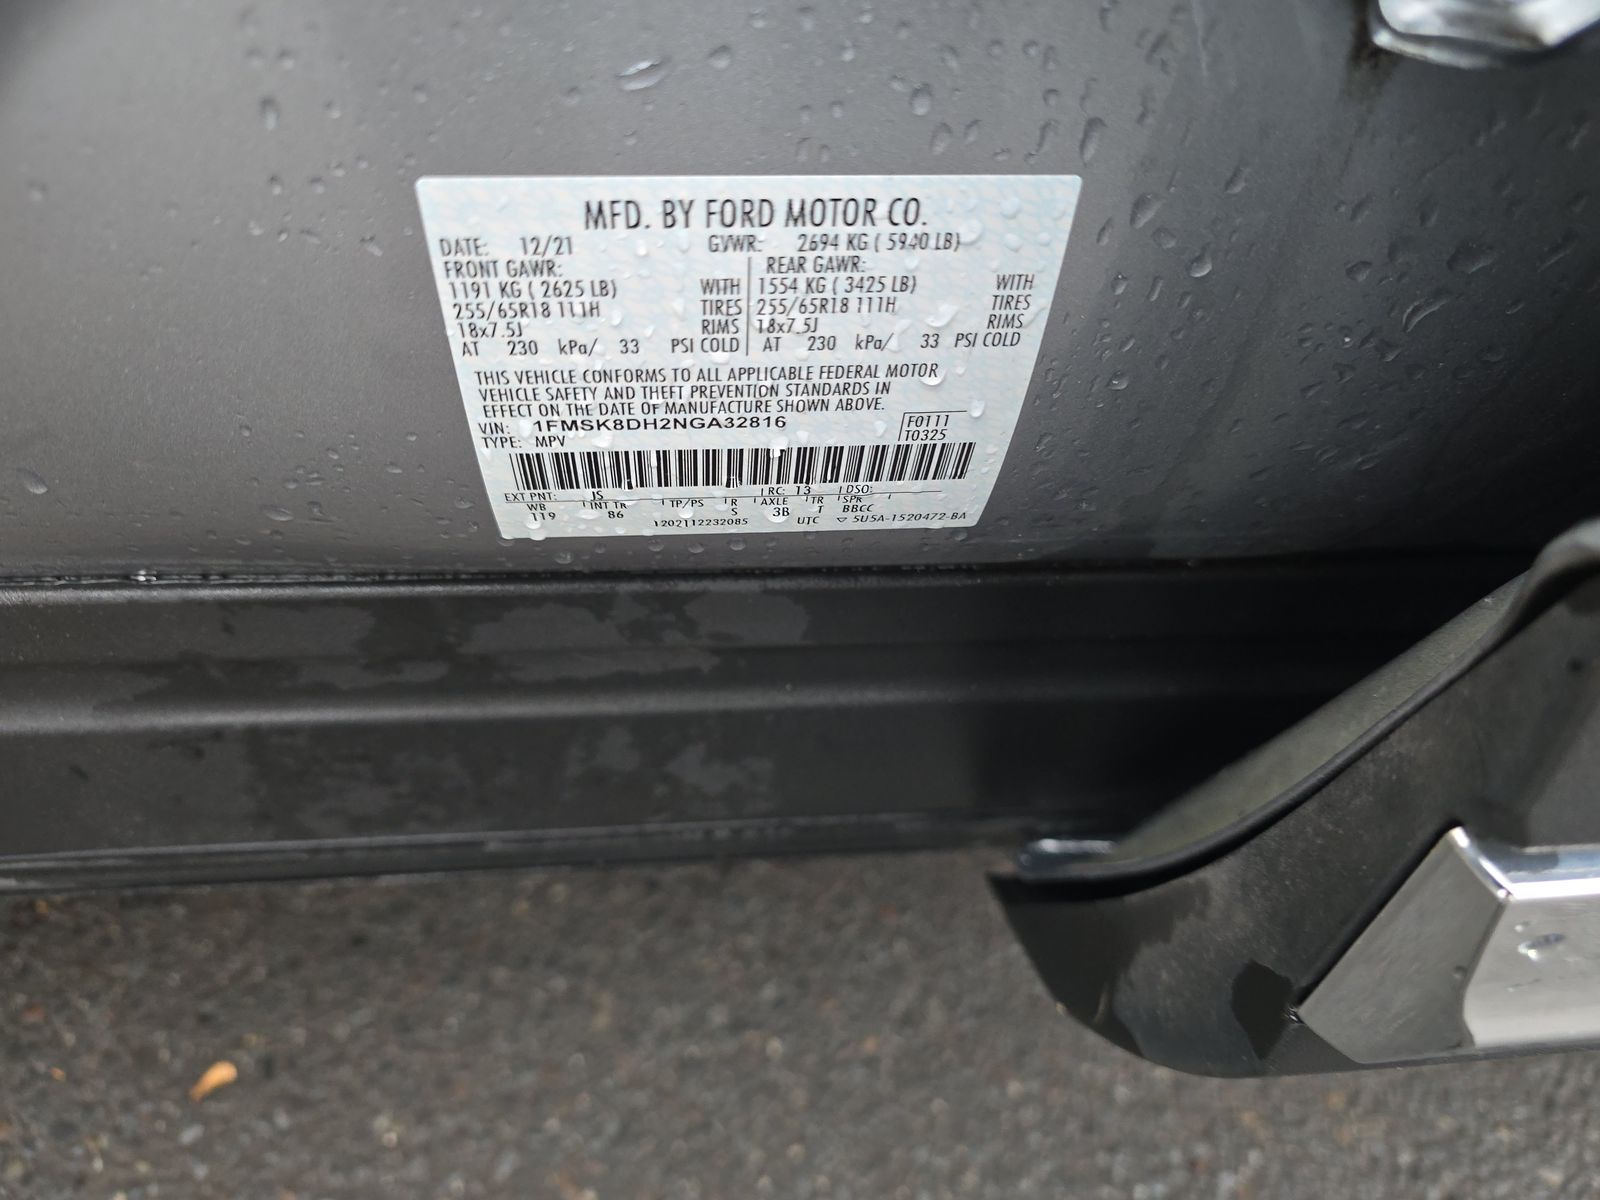 MFD. BY FORD MOTOR CO.
DATE: 12/21 GVWR: 2694 KG ( 5940 LB)
FRONT GAWR: REAR GAWR:
1191 KG ( 2625 LB) WITH 1554 KG ( 3425 LB) WITH
255/65R18 111H TIRES 255/65R18 111H TIRES
18x7.5J RIMS 18x7.5J RIMS
AT 230 kPa/ 33 PSI COLD AT 230 kPa/ 33 PSI COLD
THIS VEHICLE CONFORMS TO ALL APPLICABLE FEDERAL MOTOR
VEHICLE SAFETY AND THEFT PREVENTION STANDARDS IN
EFFECT ON THE DATE OF MANUFACTURE SHOWN ABOVE.
VIN: 1FMSK8DH2NGA32816 F0111
TYPE: MPV T0325
EXT PNT: JS RC: 13 DSO:
WB INT TR TP/PS R AXLE TR SPR
119 86 S 3B T BBCC
1202112232085 UTC ▽ 5U5A-1520472-BA